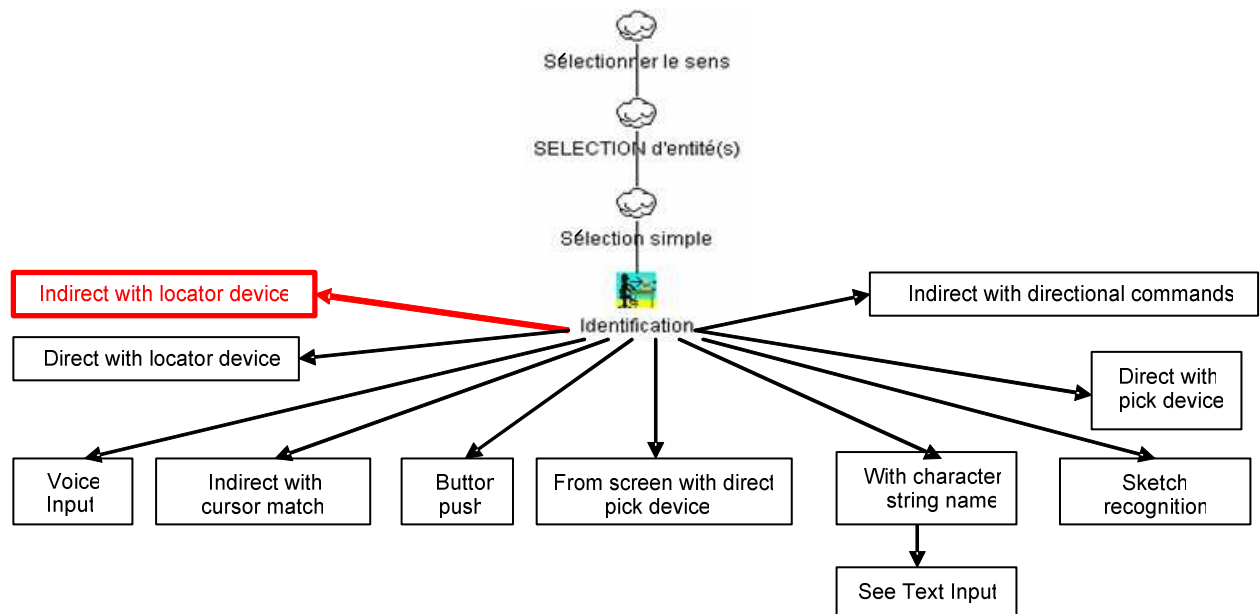 Sélectionner le sens
SELECTION d'entité(s)
Sélection simple
Identification
Indirect with locator device
Indirect with directional commands
Direct with locator device
Direct with
pick device
Voice
Input
Indirect with
cursor match
Button
push
From screen with direct
pick device
With character
string name
Sketch
recognition
See Text Input